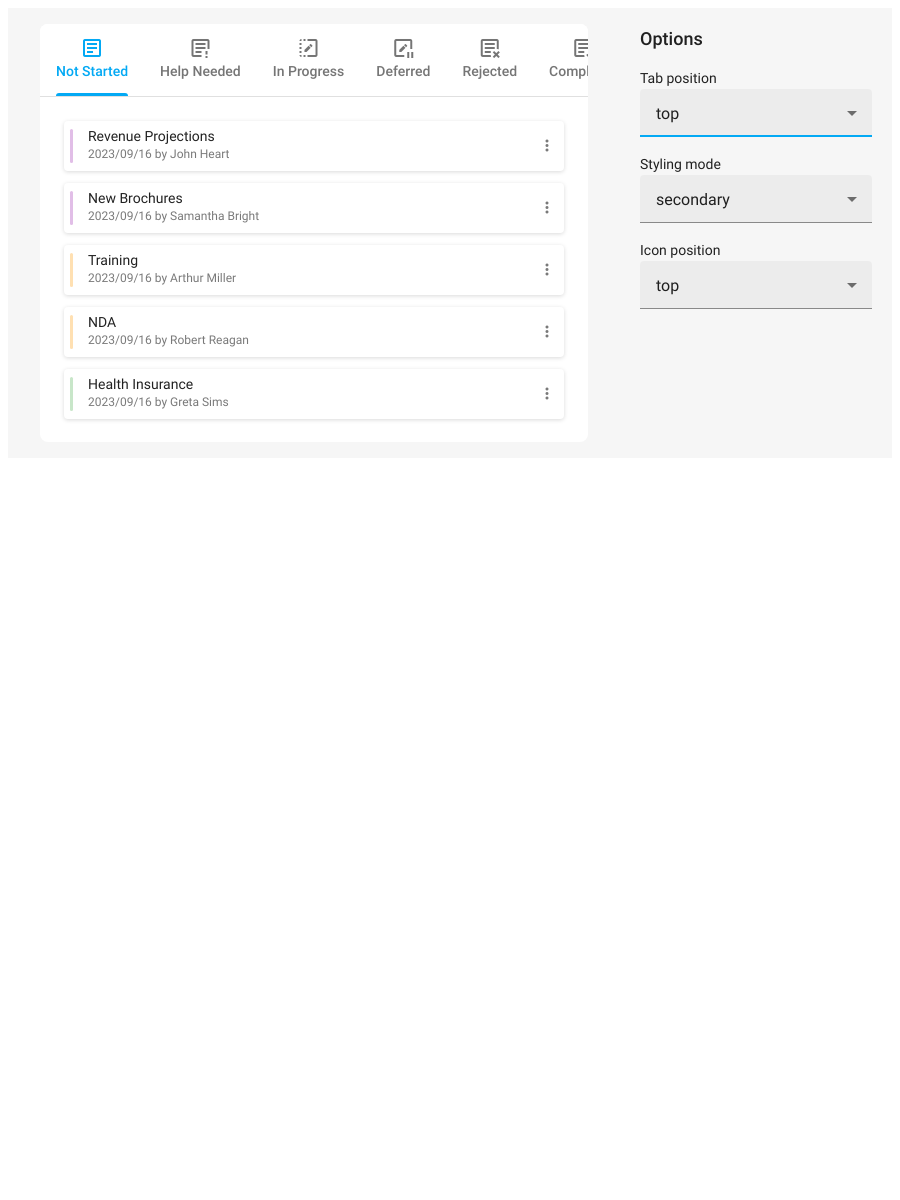 Not Started
Help Needed
In Progress
Deferred
Rejected
Compl
Revenue Projections
2023/09/16 by John Heart
New Brochures
2023/09/16 by Samantha Bright
Training
2023/09/16 by Arthur Miller
NDA
2023/09/16 by Robert Reagan
Health Insurance
2023/09/16 by Greta Sims
Options
Tab position
top
Styling mode
secondary
Icon position
top